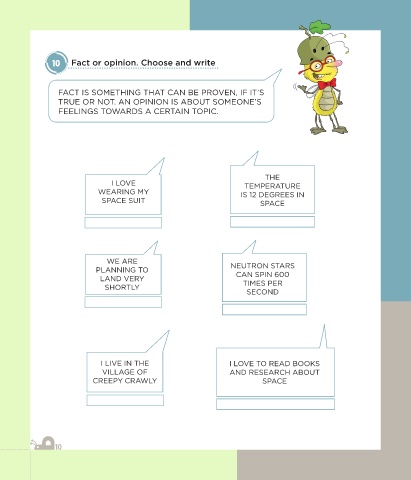 10 Fact or opinion. Choose and write
FACT IS SOMETHING THAT CAN BE PROVEN, IF IT'S
TRUE OR NOT. AN OPINION IS ABOUT SOMEONE'S
FEELINGS TOWARDS A CERTAIN TOPIC.
I LOVE
WEARING MY
SPACE SUIT
THE
TEMPERATURE
IS 12 DEGREES IN
SPACE
WE ARE
PLANNING TO
LAND VERY
SHORTLY
NEUTRON STARS
CAN SPIN 600
TIMES PER
SECOND
I LIVE IN THE
VILLAGE OF
CREEPY CRAWLY
I LOVE TO READ BOOKS
AND RESEARCH ABOUT
SPACE
10